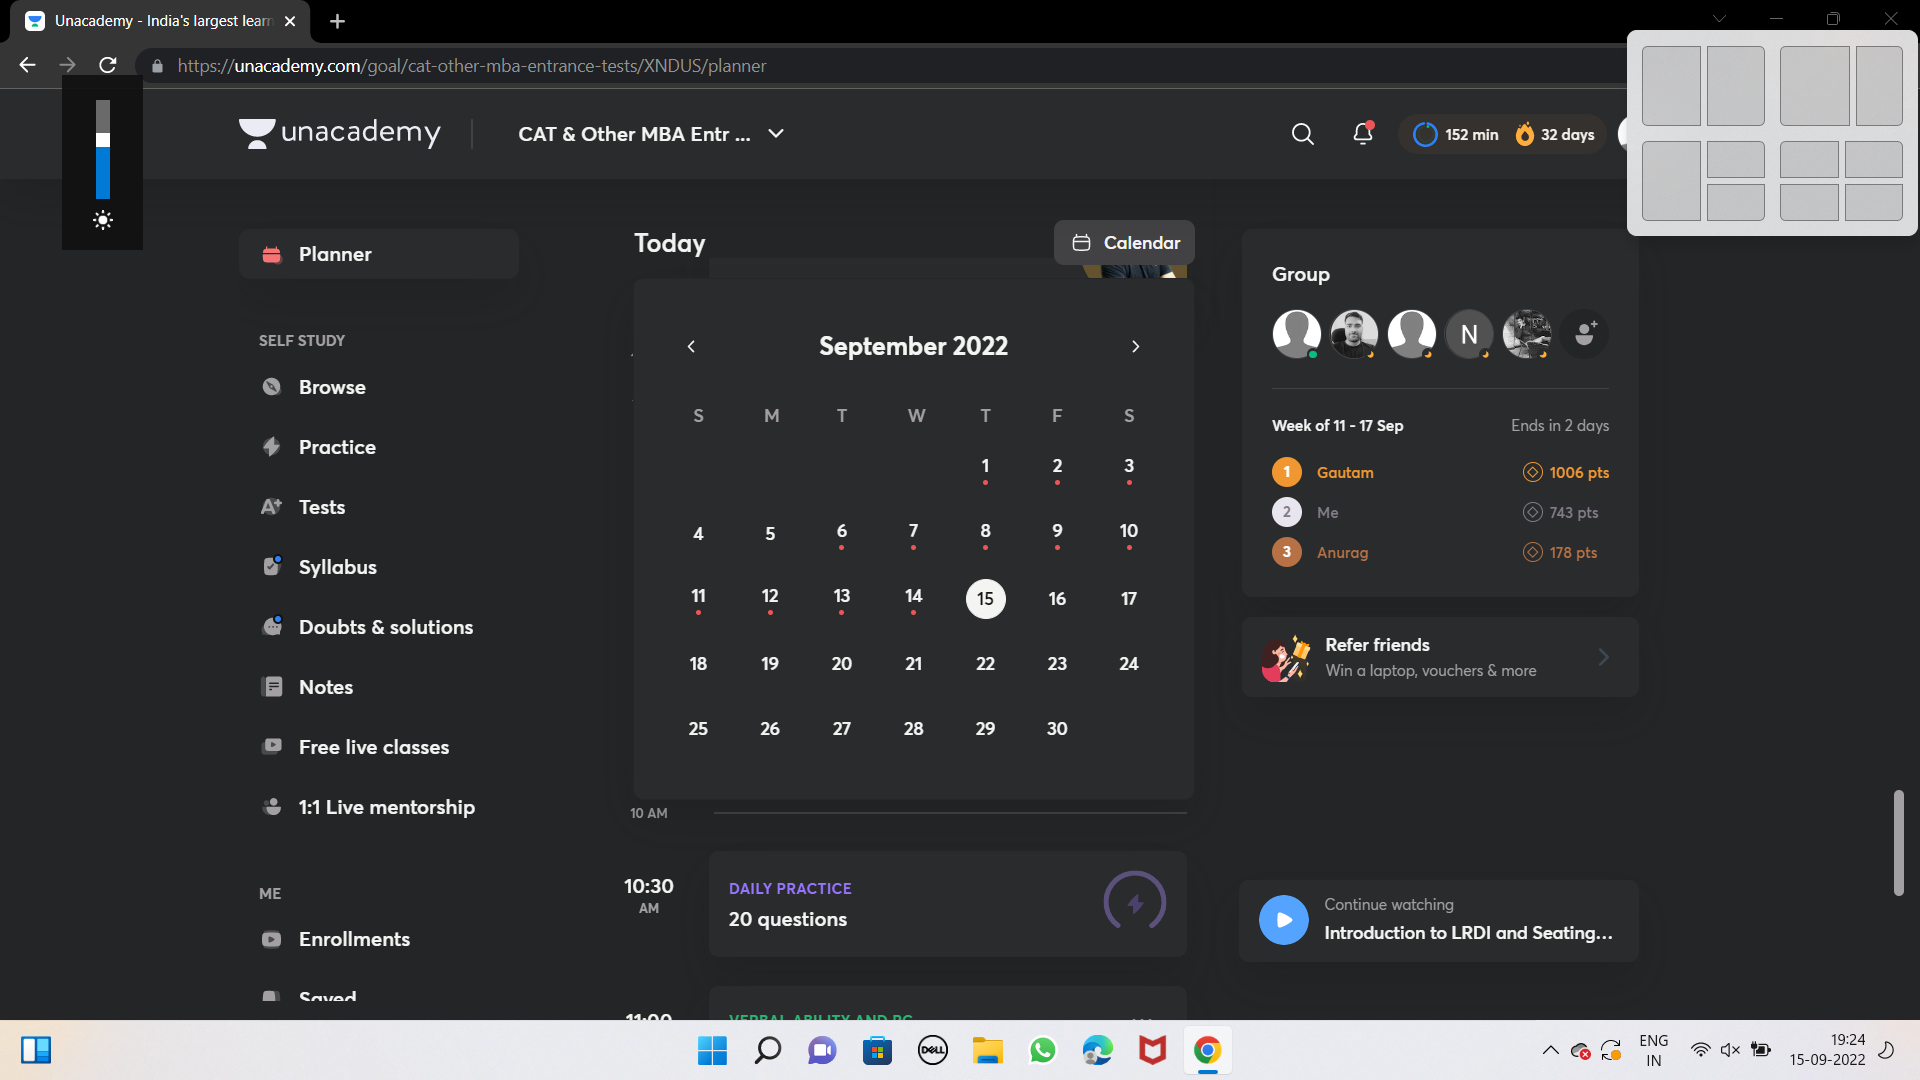 Unacademy - India's largest learn
https://unacademy.com/goal/cat-other-mba-entrance-tests/XNDUS/planner
unacademy
CAT & Other MBA Entr ...
152 min
32 days
Planner
SELF STUDY
Browse
Practice
Tests
Syllabus
Doubts & solutions
Notes
Free live classes
1:1 Live mentorship
ME
Enrollments
Saved
Today
Calendar
September 2022
S M T W T F S
1 2 3
4 5 6 7 8 9 10
11 12 13 14 15 16 17
18 19 20 21 22 23 24
25 26 27 28 29 30
10 AM
10:30
AM
DAILY PRACTICE
20 questions
11:00
VERBAL ABILITY AND RC
Group
N
Week of 11 - 17 Sep
Ends in 2 days
1 Gautam 1006 pts
2 Me 743 pts
3 Anurag 178 pts
Refer friends
Win a laptop, vouchers & more
Continue watching
Introduction to LRDI and Seating...
DELL
ENG
IN
19:24
15-09-2022